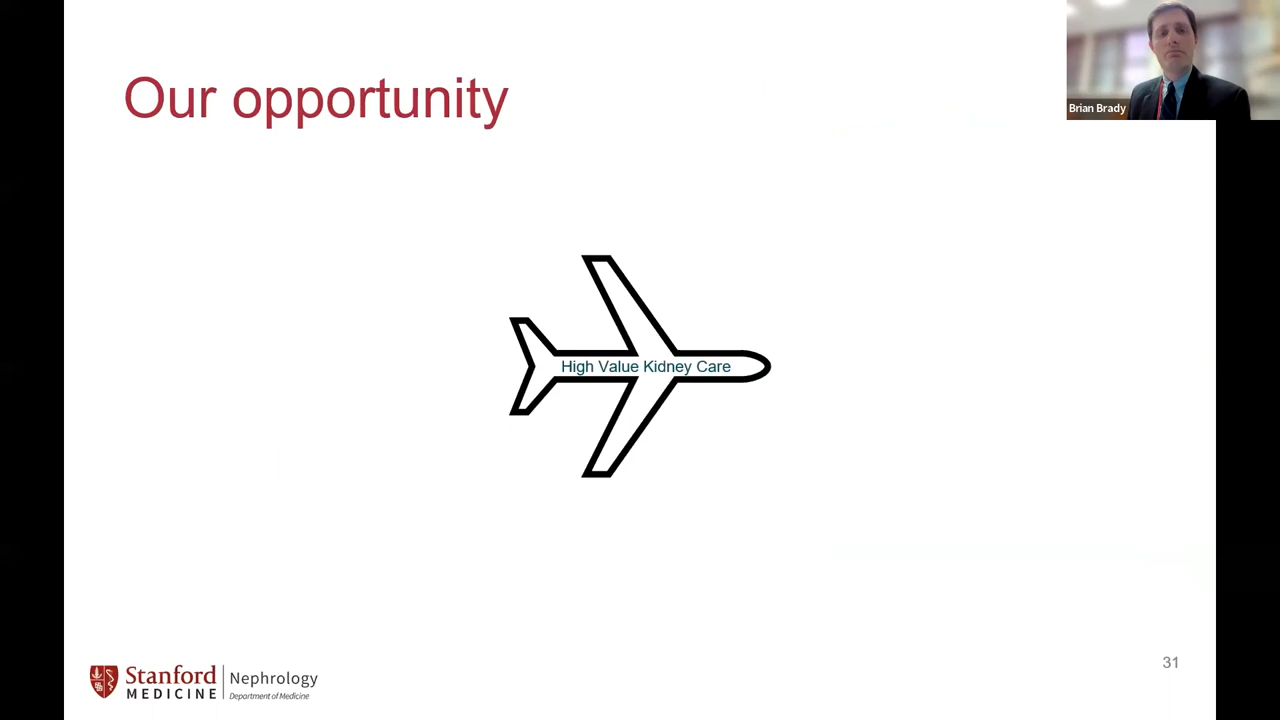 Our opportunity
Brian Brady
High Value Kidney Care
Stanford
MEDICINE
Nephrology
Department of Medicine
31